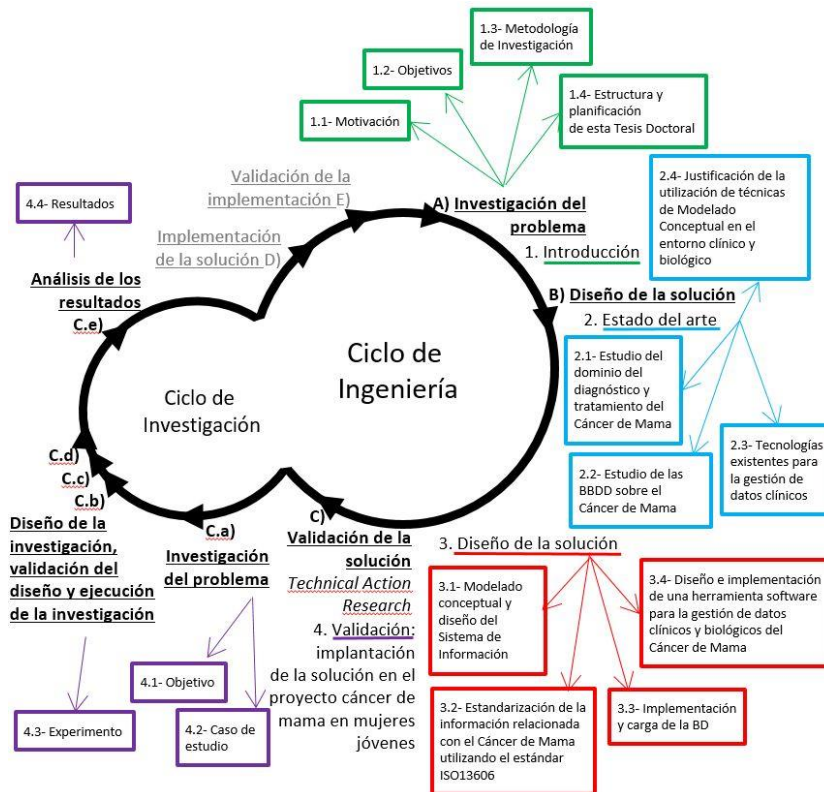 1.3- Metodología
de Investigación
1.2- Objetivos
1.4- Estructura y
planificación
de esta Tesis Doctoral
1.1- Motivación
2.4- Justificación de la
utilización de técnicas
de Modelado
Conceptual en el
entorno clínico y
biológico
4.4- Resultados
Validación de la
implementación E)
A) Investigación del
problema
1. Introducción
Implementación
de la solución D)
Análisis de los
resultados
C.e)
B) Diseño de la solución
2. Estado del arte
Ciclo de
Ingeniería
Ciclo de
Investigación
2.1- Estudio del
dominio del
diagnóstico y
tratamiento del
Cáncer de Mama
2.3- Tecnologías
existentes para
la gestión de
datos clínicos
2.2- Estudio de las
BBDD sobre el
Cáncer de Mama
C.d)
C.c)
C.b)
Diseño de la
investigación,
validación del
diseño y ejecución
de la investigación
C.a)
Investigación
del problema
C)
Validación de la
solución
Technical Action
Research
4. Validación:
implantación
de la solución en el
proyecto cáncer de
mama en mujeres
jóvenes
3. Diseño de la solución
3.1- Modelado
conceptual y
diseño del
Sistema de
Información
3.4- Diseño e implementación
de una herramienta software
para la gestión de datos
clínicos y biológicos del
Cáncer de Mama
4.1- Objetivo
4.2- Caso de
estudio
4.3- Experimento
3.2- Estandarización de la
información relacionada
con el Cáncer de Mama
utilizando el estándar
ISO13606
3.3- Implementación
y carga de la BD